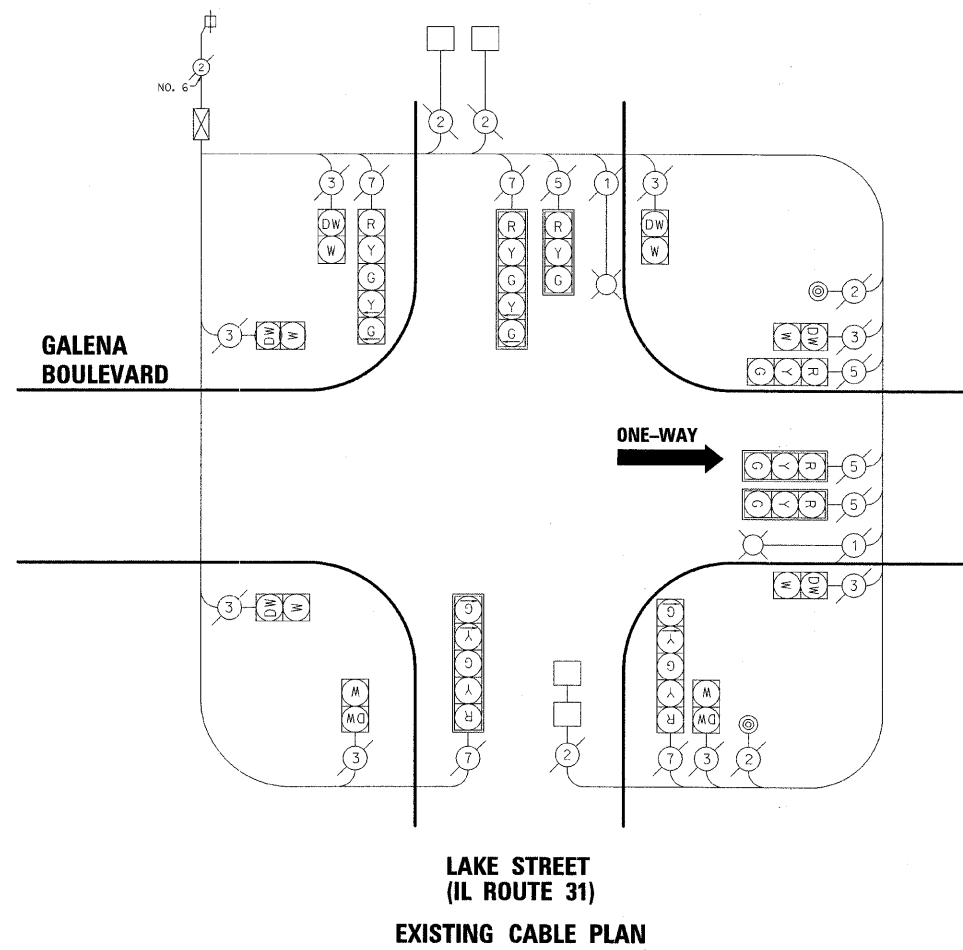 2
NO. 6
2 2
3 7 7 5 1 3
DW R R R DW
W Y Y Y W
G G G
Y Y
G G
2
3 DW W
W DW 3
G Y R 5
GALENA
BOULEVARD
ONE-WAY
G Y R 5
G Y R 5
1
W DW 3
3 DW W
G G
Y Y
G G
W Y Y W
DW R R DW
3 7 2 7 3 2
LAKE STREET
(IL ROUTE 31)
EXISTING CABLE PLAN